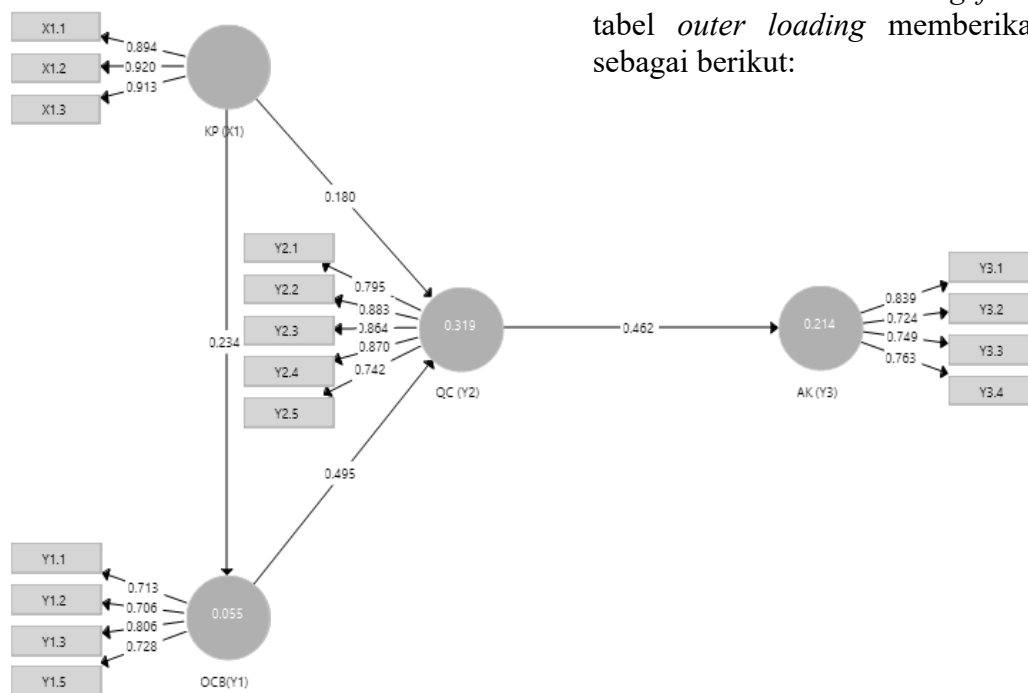 tabel outer loading
sebagai berikut:
X1.1
X1.2
X1.3
0.894
0.920
0.913
KP (X1)
0.180
0.234
Y2.1
Y2.2
Y2.3
Y2.4
Y2.5
0.795
0.883
0.864
0.870
0.742
0.319
QC (Y2)
0.462
0.214
AK (Y3)
0.839
0.724
0.749
0.763
Y3.1
Y3.2
Y3.3
Y3.4
0.495
Y1.1
Y1.2
Y1.3
Y1.5
0.713
0.706
0.806
0.728
0.055
OCB(Y1)